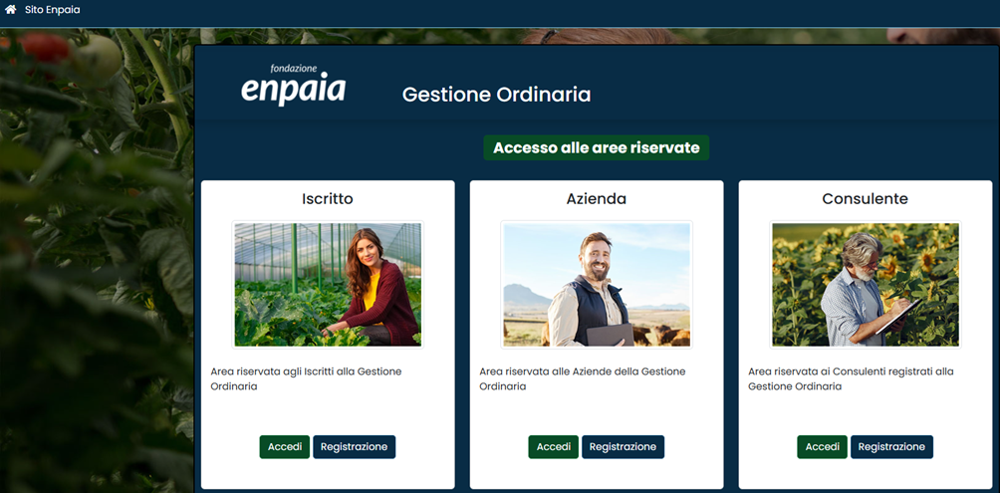 Sito Enpaia
fondazione
enpaia
Gestione Ordinaria
Accesso alle aree riservate
Iscritto
Area riservata agli Iscritti alla Gestione
Ordinaria
Accedi Registrazione
Azienda
Area riservata alle Aziende della Gestione
Ordinaria
Accedi Registrazione
Consulente
Area riservata ai Consulenti registrati alla
Gestione Ordinaria
Accedi Registrazione